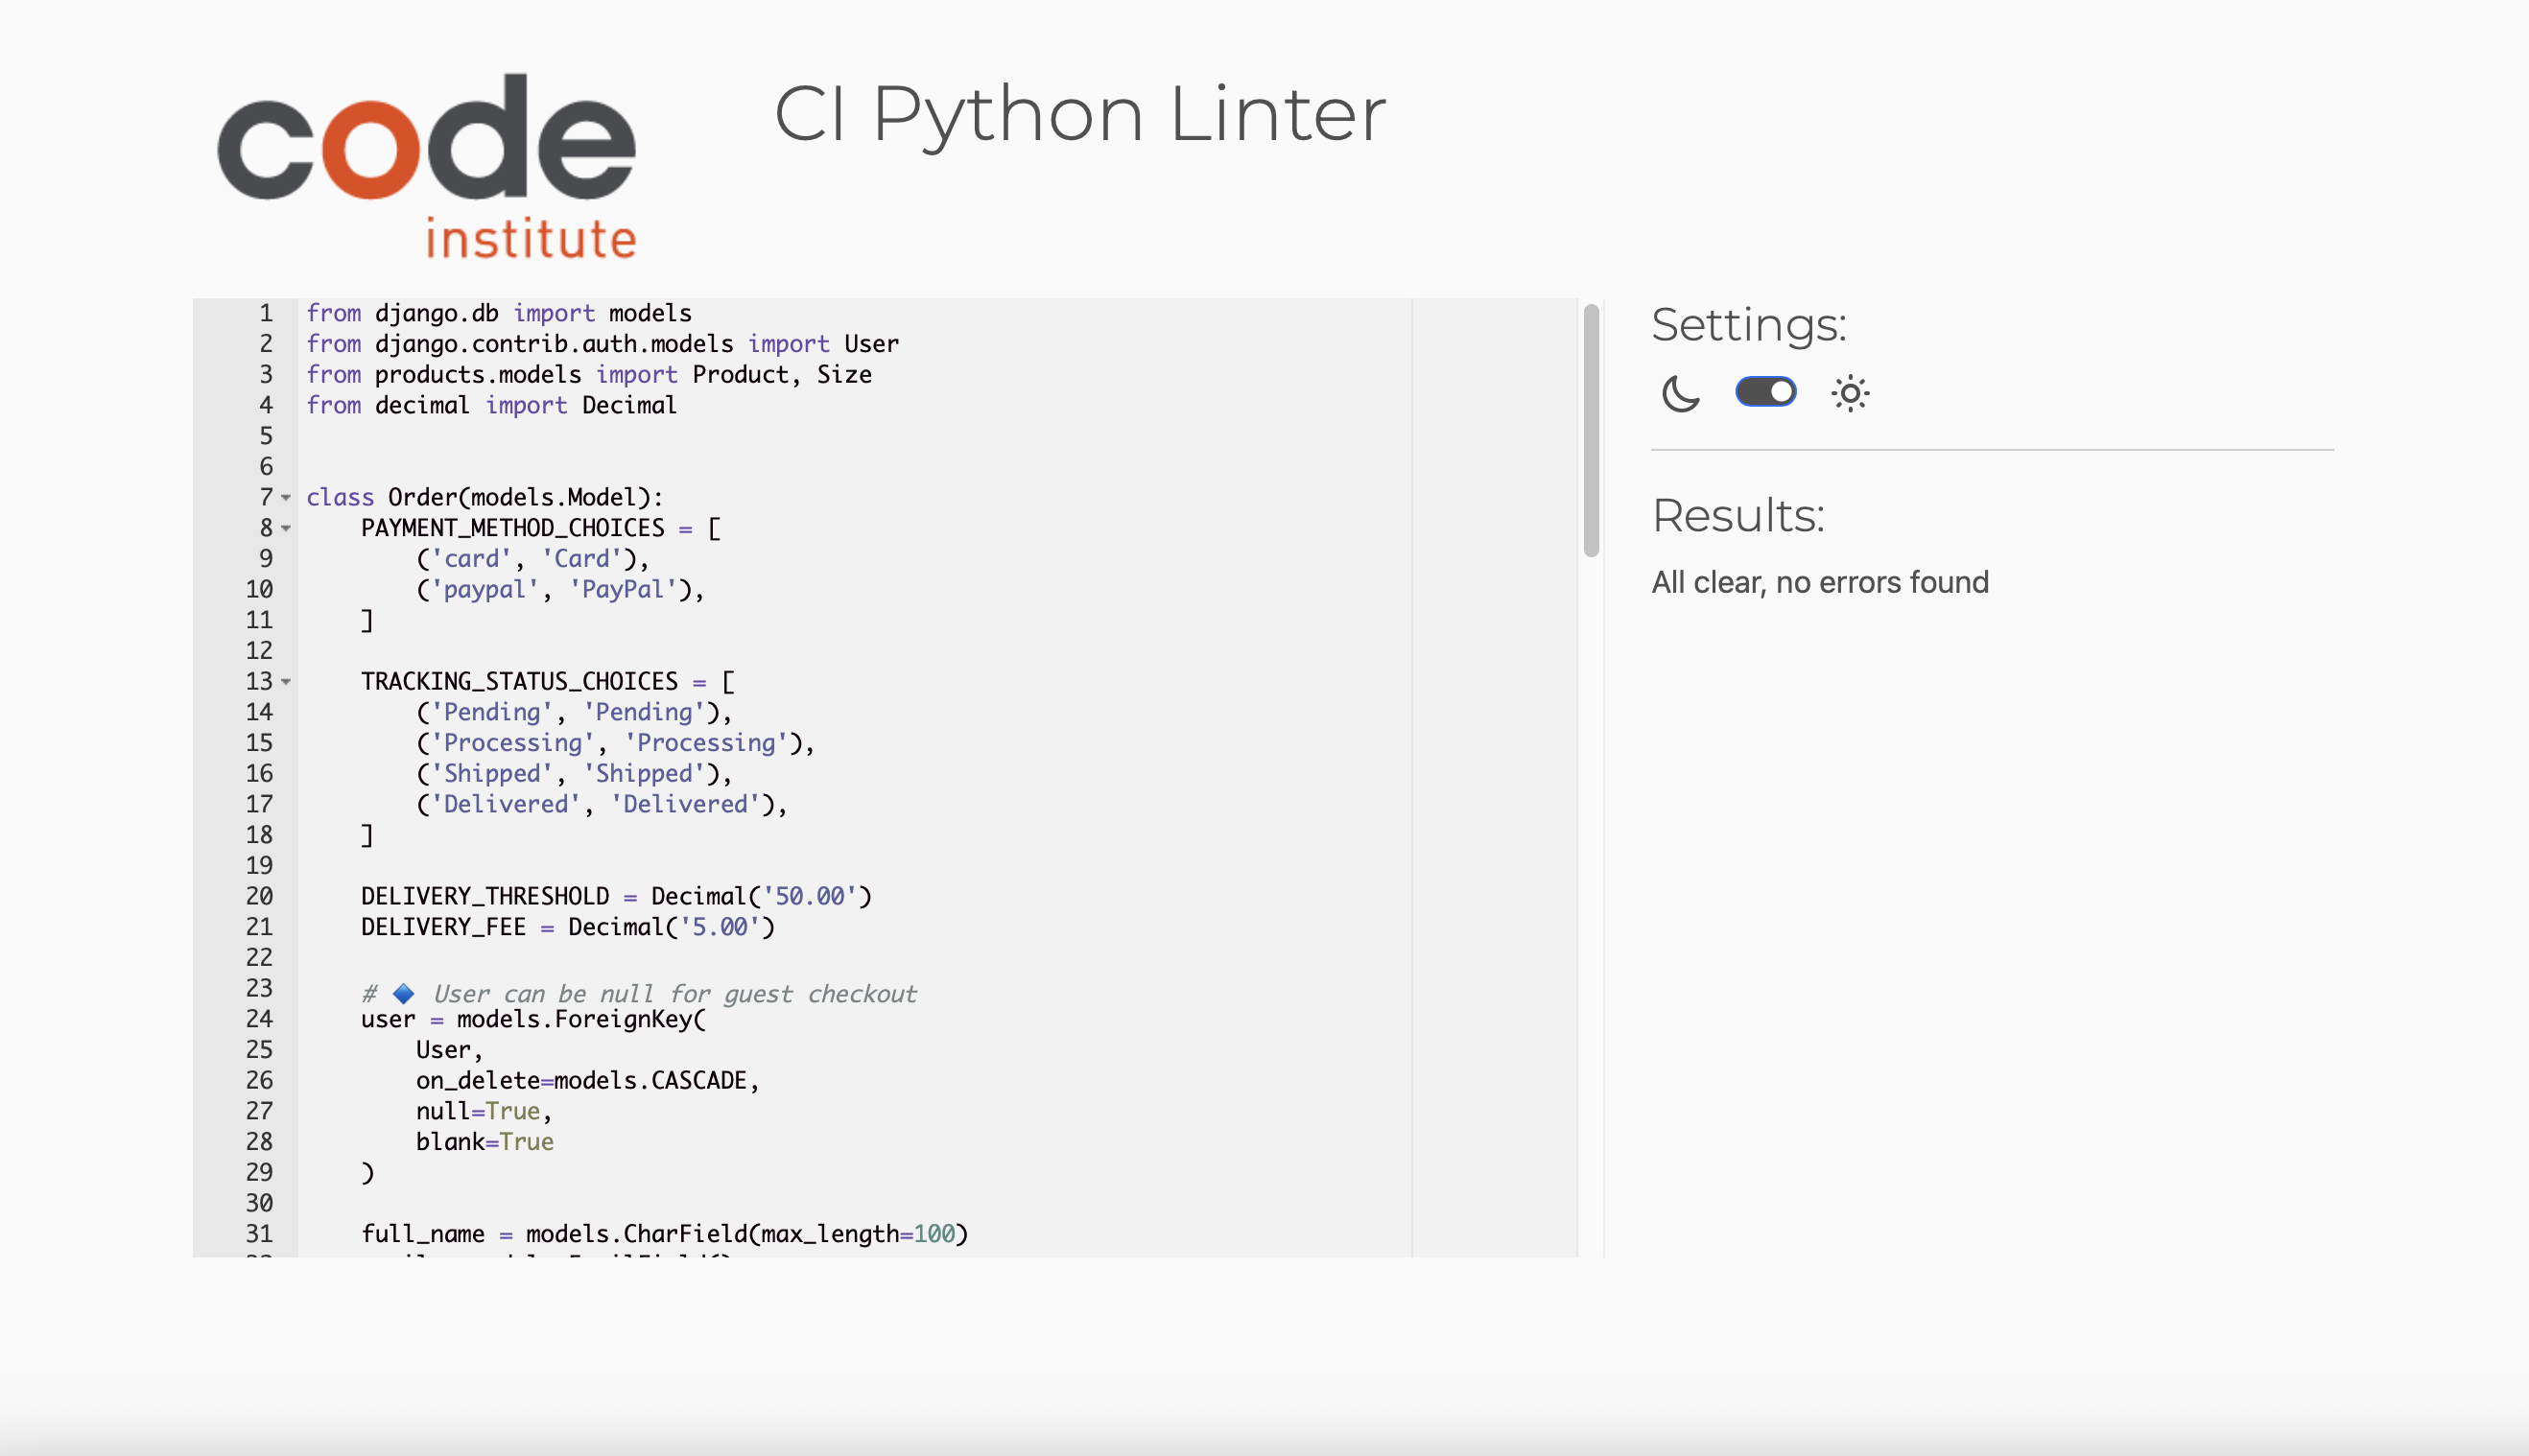 code
institute
CI Python Linter
1 from django.db import models
2 from django.contrib.auth.models import User
3 from products.models import Product, Size
4 from decimal import Decimal
5
6
7 class Order(models.Model):
8     PAYMENT_METHOD_CHOICES = [
9         ('card', 'Card'),
10         ('paypal', 'PayPal'),
11     ]
12
13     TRACKING_STATUS_CHOICES = [
14         ('Pending', 'Pending'),
15         ('Processing', 'Processing'),
16         ('Shipped', 'Shipped'),
17         ('Delivered', 'Delivered'),
18     ]
19
20     DELIVERY_THRESHOLD = Decimal('50.00')
21     DELIVERY_FEE = Decimal('5.00')
22
23     # 🔹 User can be null for guest checkout
24     user = models.ForeignKey(
25         User,
26         on_delete=models.CASCADE,
27         null=True,
28         blank=True
29     )
30
31     full_name = models.CharField(max_length=100)
Settings:
Results:
All clear, no errors found